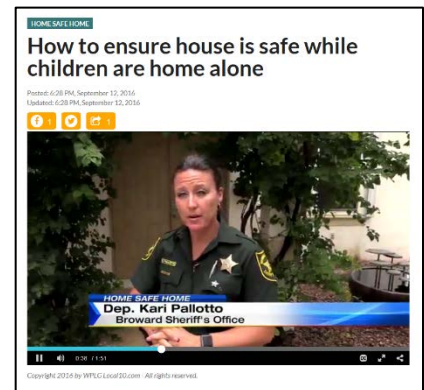 HOME SAFE HOME
How to ensure house is safe while
children are home alone
Posted: 6:28 PM, September 12, 2016
Updated: 6:28 PM, September 12, 2016
1
1
HOME SAFE HOME
Dep. Kari Pallotto
Broward Sheriff's Office
0:36 / 1:51
Copyright 2016 by WPLG Local10.com - All rights reserved.